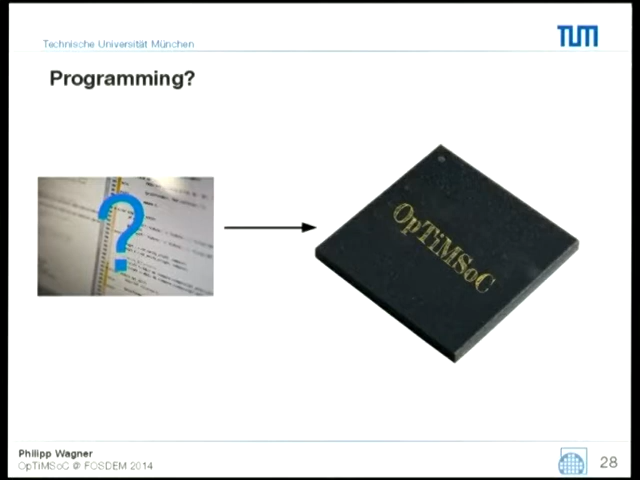 Technische Universität München
TUM
Programming?
?
OpTiMSoC
Philipp Wagner
OpTiMSoC @ FOSDEM 2014
28